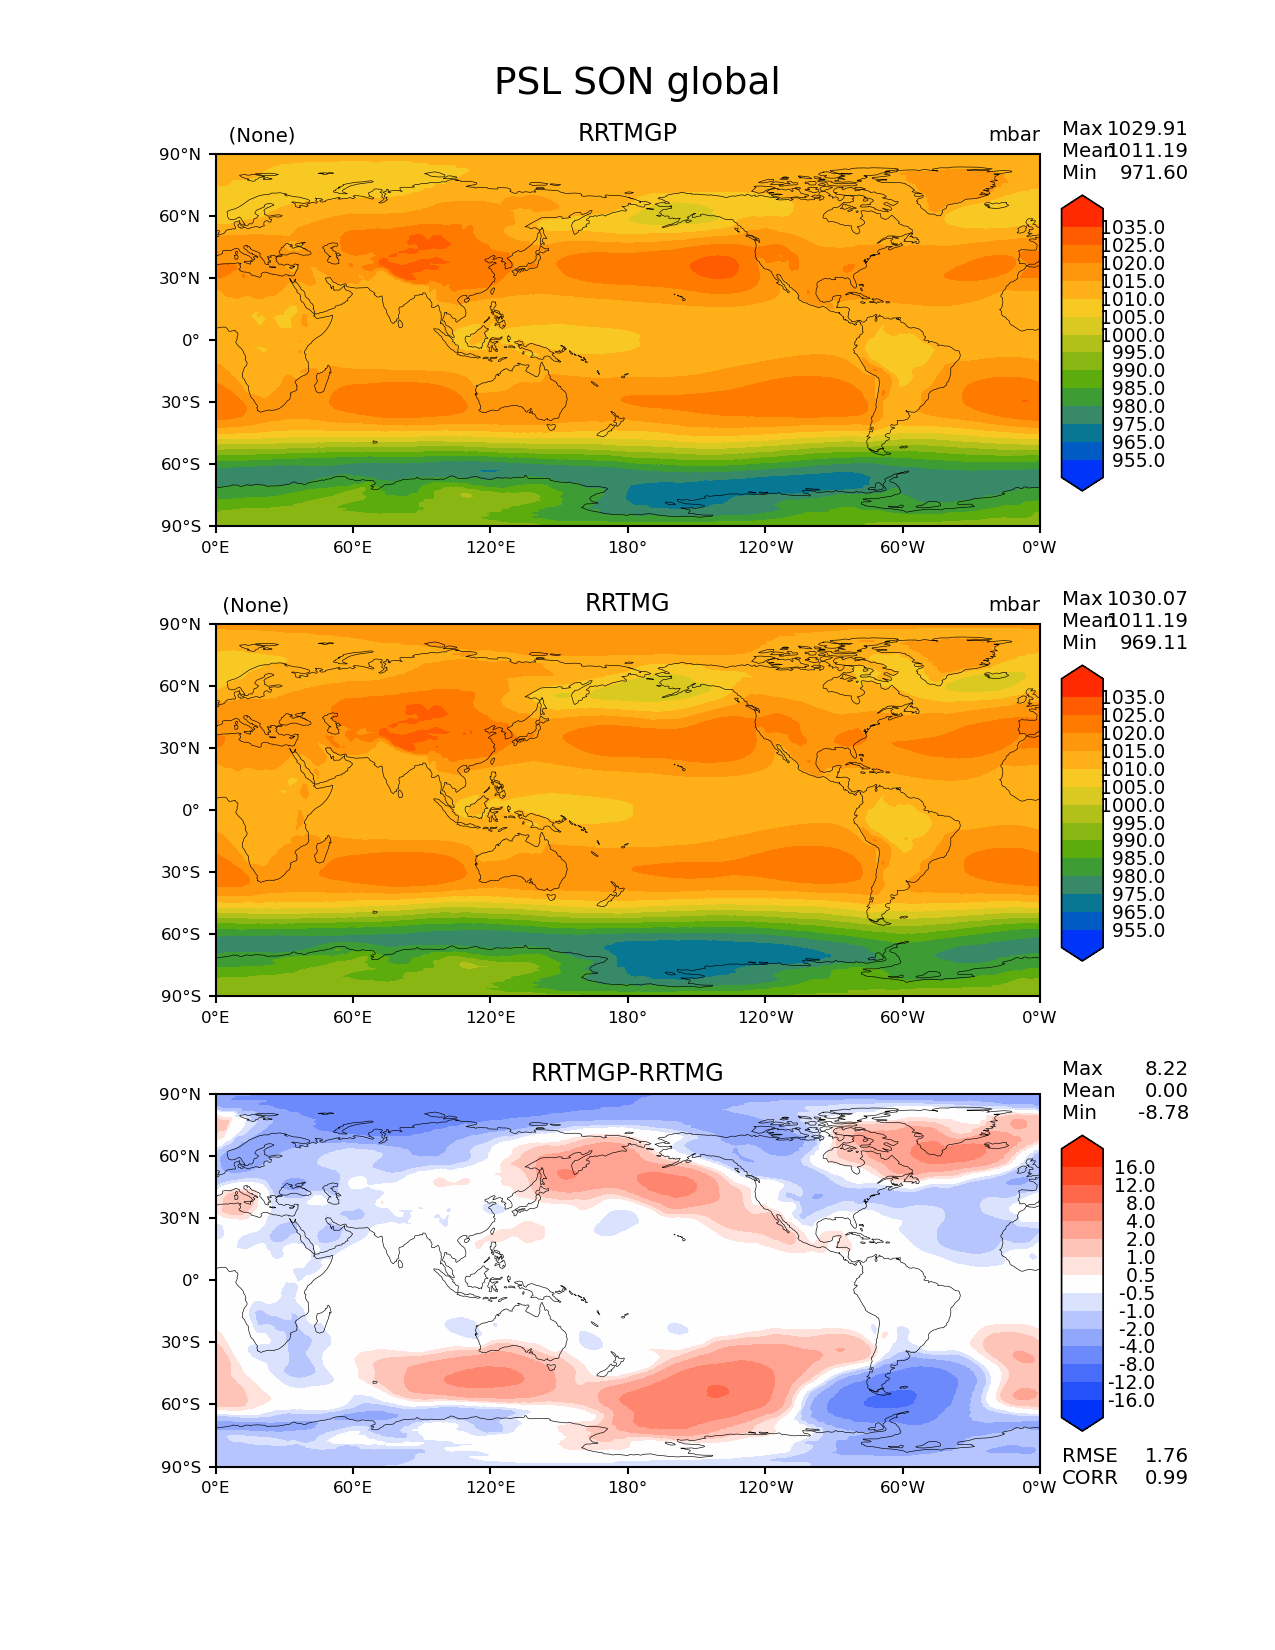 PSL SON global
(None) RRTMGP mbar
Max 1029.91
Mean 1011.19
Min 971.60
90°N
60°N
30°N
0°
30°S
60°S
90°S
0°E 60°E 120°E 180° 120°W 60°W 0°W
1035.0
1025.0
1020.0
1015.0
1010.0
1005.0
1000.0
995.0
990.0
985.0
980.0
975.0
965.0
955.0
(None) RRTMG mbar
Max 1030.07
Mean 1011.19
Min 969.11
90°N
60°N
30°N
0°
30°S
60°S
90°S
0°E 60°E 120°E 180° 120°W 60°W 0°W
1035.0
1025.0
1020.0
1015.0
1010.0
1005.0
1000.0
995.0
990.0
985.0
980.0
975.0
965.0
955.0
RRTMGP-RRTMG
Max 8.22
Mean 0.00
Min -8.78
90°N
60°N
30°N
0°
30°S
60°S
90°S
0°E 60°E 120°E 180° 120°W 60°W 0°W
16.0
12.0
8.0
4.0
2.0
1.0
0.5
-0.5
-1.0
-2.0
-4.0
-8.0
-12.0
-16.0
RMSE 1.76
CORR 0.99